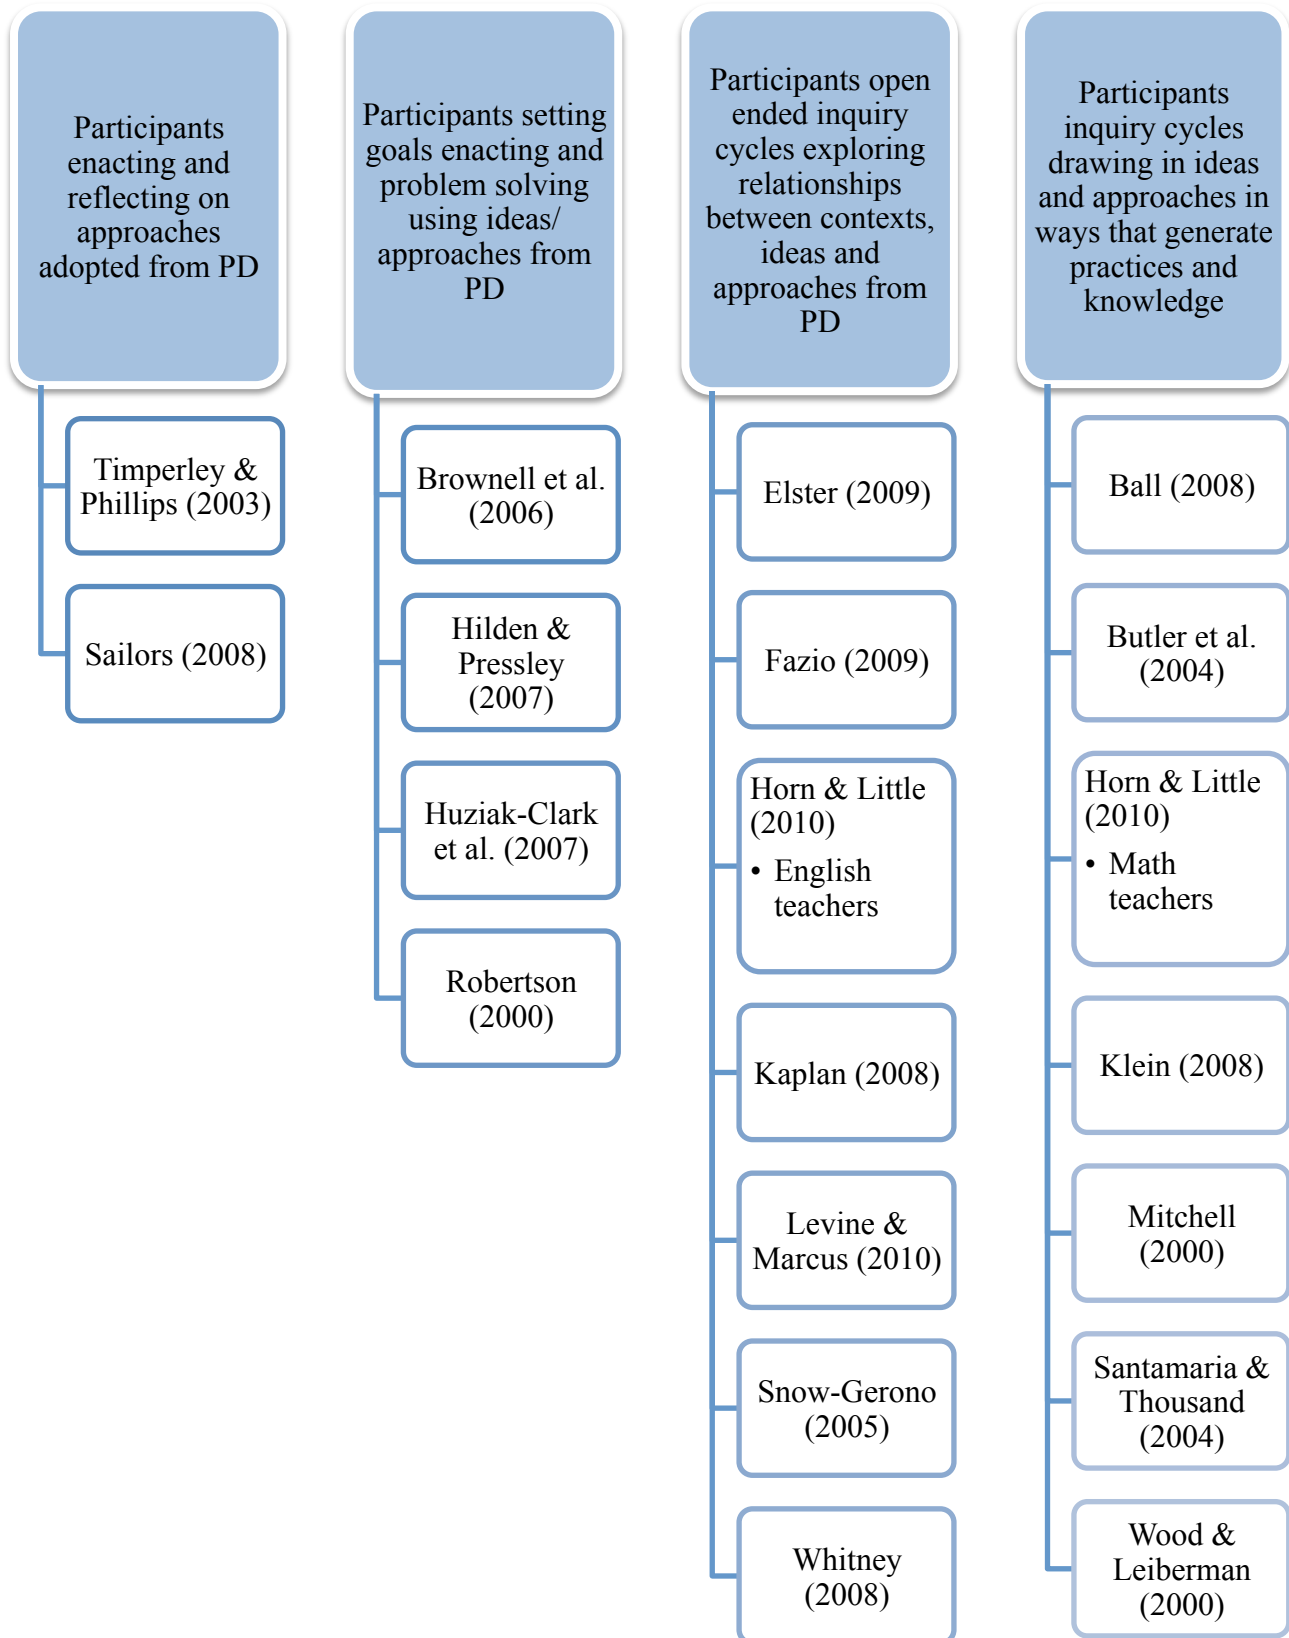 Participants
enacting and
reflecting on
approaches
adopted from PD
Timperley &
Phillips (2003)
Sailors (2008)
Participants setting
goals enacting and
problem solving
using ideas/
approaches from
PD
Brownell et al.
(2006)
Hilden &
Pressley
(2007)
Huziak-Clark
et al. (2007)
Robertson
(2000)
Participants open
ended inquiry
cycles exploring
relationships
between contexts,
ideas and
approaches from
PD
Elster (2009)
Fazio (2009)
Horn & Little
(2010)
• English
teachers
Kaplan (2008)
Levine &
Marcus (2010)
Snow-Gerono
(2005)
Whitney
(2008)
Participants
inquiry cycles
drawing in ideas
and approaches in
ways that generate
practices and
knowledge
Ball (2008)
Butler et al.
(2004)
Horn & Little
(2010)
• Math
teachers
Klein (2008)
Mitchell
(2000)
Santamaria &
Thousand
(2004)
Wood &
Leiberman
(2000)